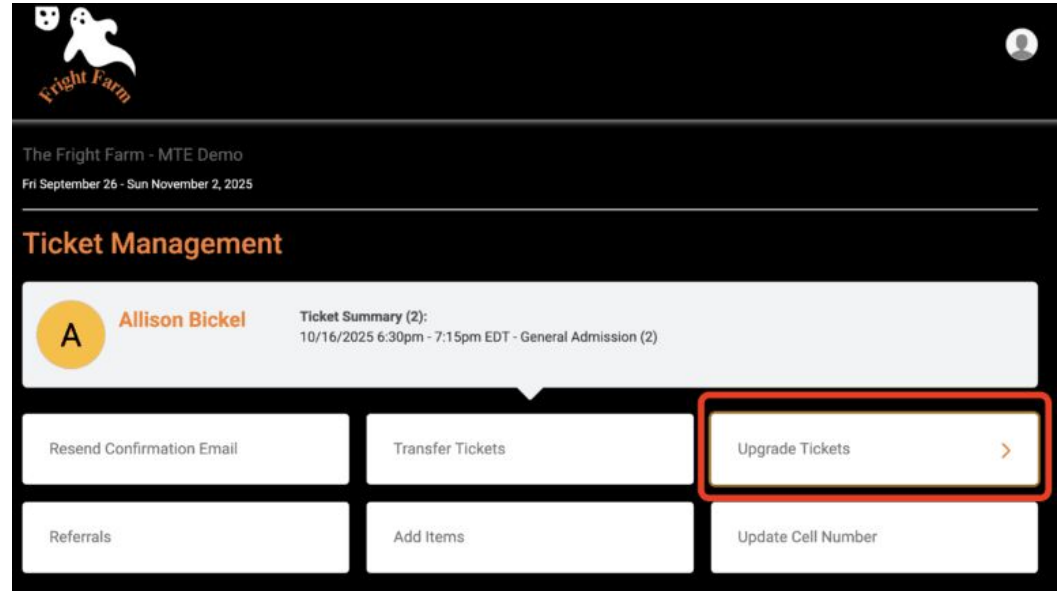 Fright Farm
The Fright Farm - MTE Demo
Fri September 26 - Sun November 2, 2025
Ticket Management
A
Allison Bickel
Ticket Summary (2):
10/16/2025 6:30pm - 7:15pm EDT - General Admission (2)
Resend Confirmation Email
Transfer Tickets
Upgrade Tickets
Referrals
Add Items
Update Cell Number